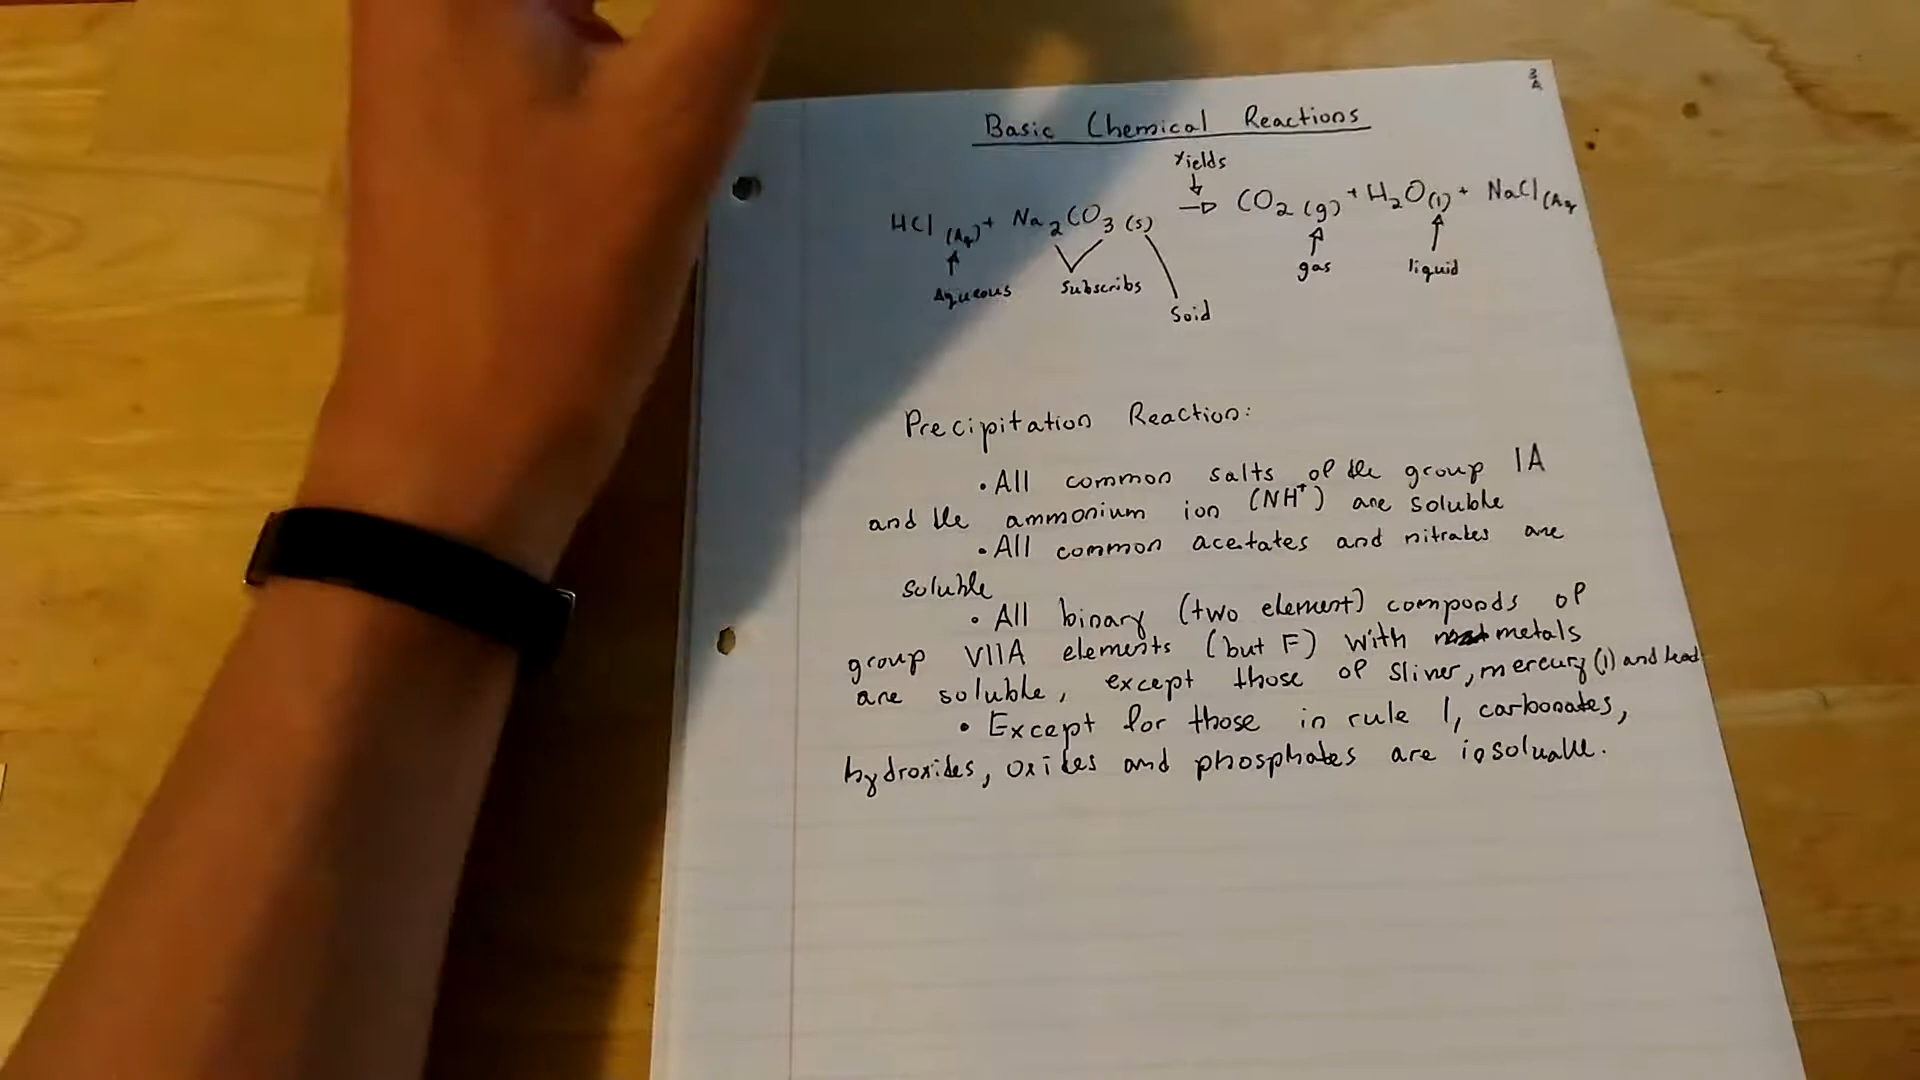 3
A
Basic Chemical Reactions
Yields
HCl (Aq) + Na2CO3 (s) → CO2 (g) + H2O (l) + NaCl (Aq
Aqueous
Subscribs
Soid
gas
liquid
Precipitation Reaction:
• All common salts of the group IA
and the ammonium ion (NH+) are soluble
• All common acetates and nitrates are
soluble
• All binary (two element) componds of
group VIIA elements (but F) with metals
are soluble, except those of Sliver, mercury (I) and lead
• Except for those in rule 1, carbonates,
hydroxides, oxides and phosphates are insoluable.